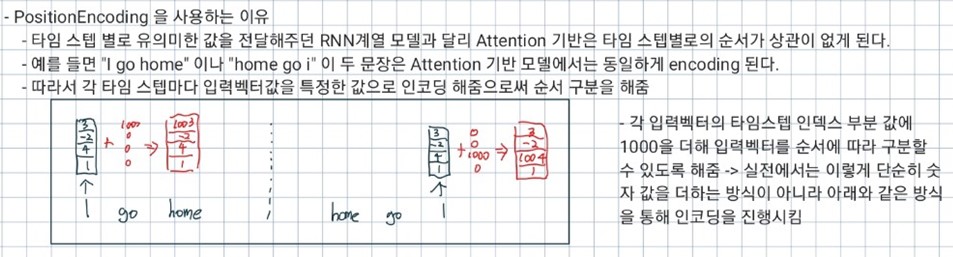 - PositionEncoding 을 사용하는 이유
- 타임 스텝 별로 유의미한 값을 전달해주던 RNN계열 모델과 달리 Attention 기반은 타임 스텝별로의 순서가 상관이 없게 된다.
- 예를 들면 "I go home" 이나 "home go i" 이 두 문장은 Attention 기반 모델에서는 동일하게 encoding 된다.
- 따라서 각 타임 스텝마다 입력벡터값을 특정한 값으로 인코딩 해줌으로써 순서 구분을 해줌
3 1000 1003
-2 + 0 ⇒ -2
4 0 4
1 0 1
I go home
3 0 3
-2 + 0 ⇒ -2
4 1000 1004
1 0 1
home go I
- 각 입력벡터의 타임스텝 인덱스 부분 값에
1000을 더해 입력벡터를 순서에 따라 구분할
수 있도록 해줌 -> 실전에서는 이렇게 단순히 숫
자 값을 더하는 방식이 아니라 아래와 같은 방식
을 통해 인코딩을 진행시킴